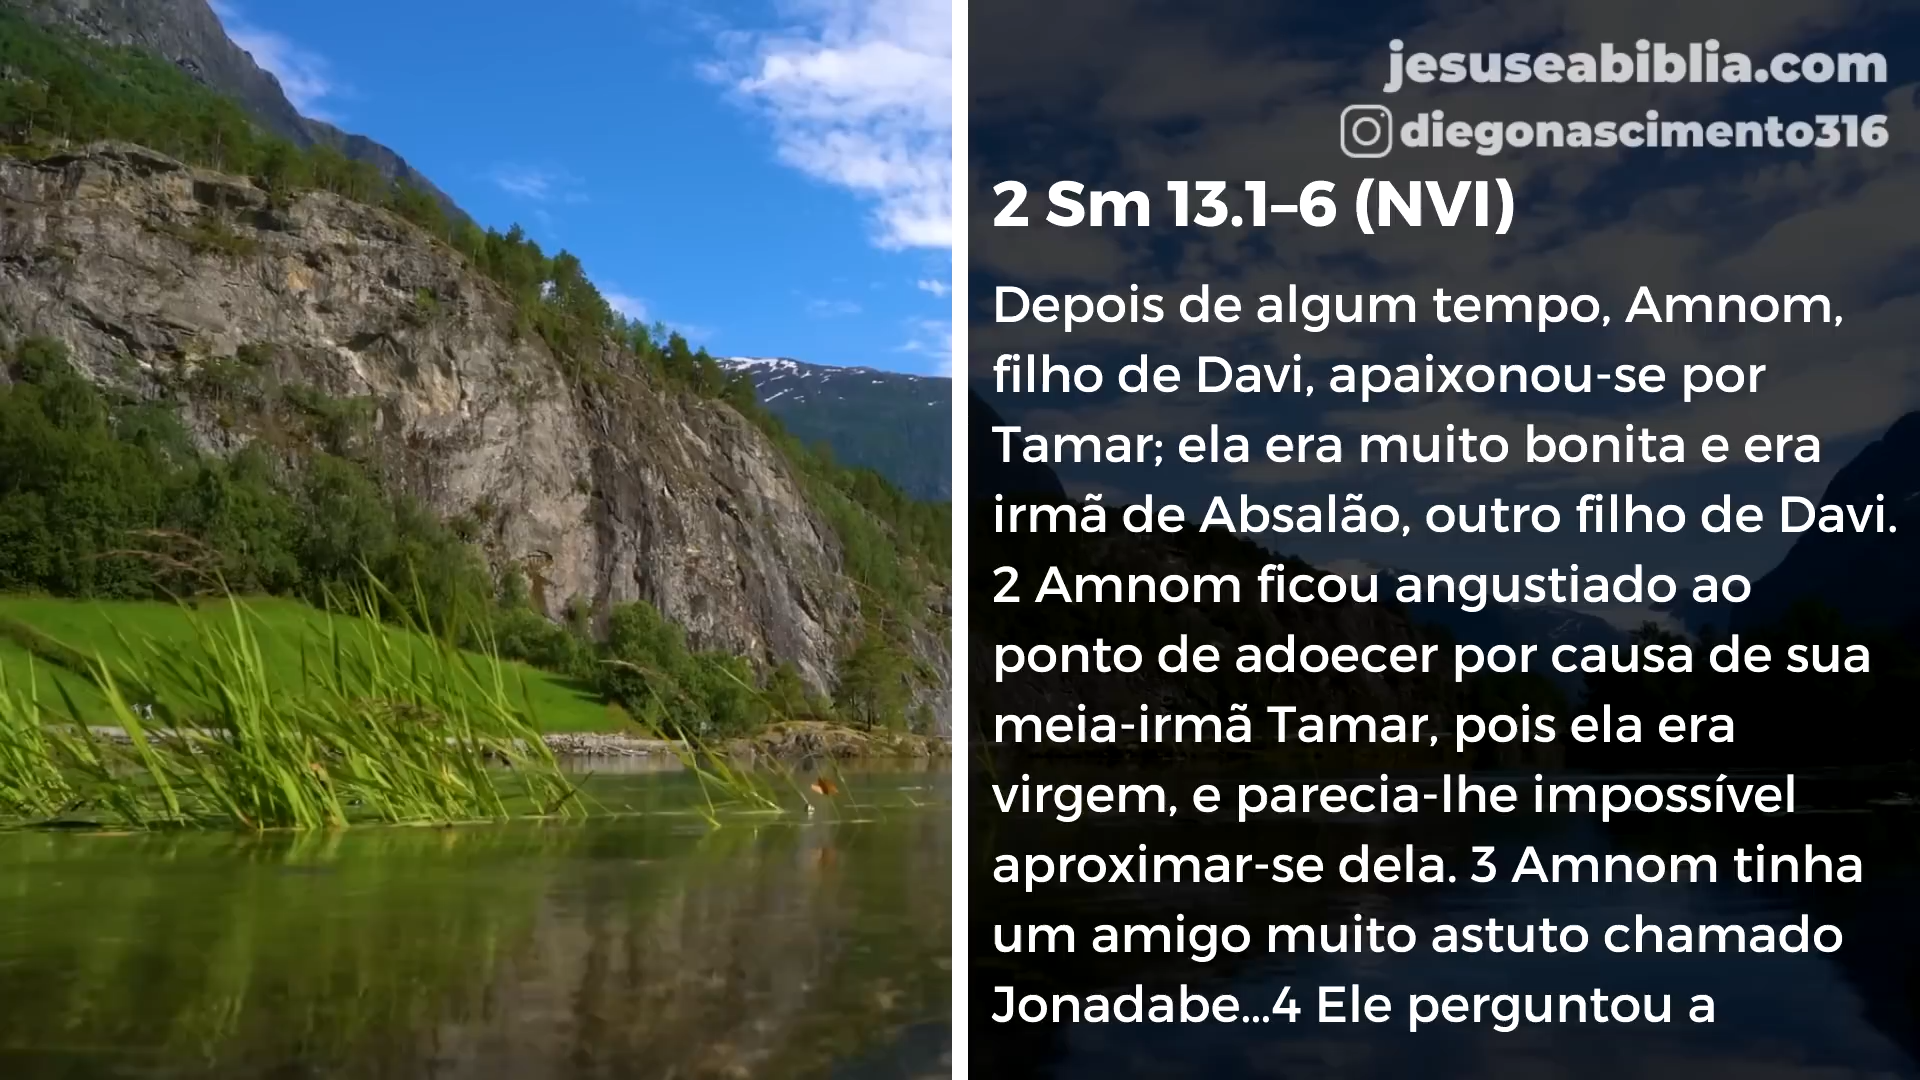 jesuseabiblia.com
diegonascimento316
2 Sm 13.1–6 (NVI)
Depois de algum tempo, Amnom,
filho de Davi, apaixonou-se por
Tamar; ela era muito bonita e era
irmã de Absalão, outro filho de Davi.
2 Amnom ficou angustiado ao
ponto de adoecer por causa de sua
meia-irmã Tamar, pois ela era
virgem, e parecia-lhe impossível
aproximar-se dela. 3 Amnom tinha
um amigo muito astuto chamado
Jonadabe...4 Ele perguntou a